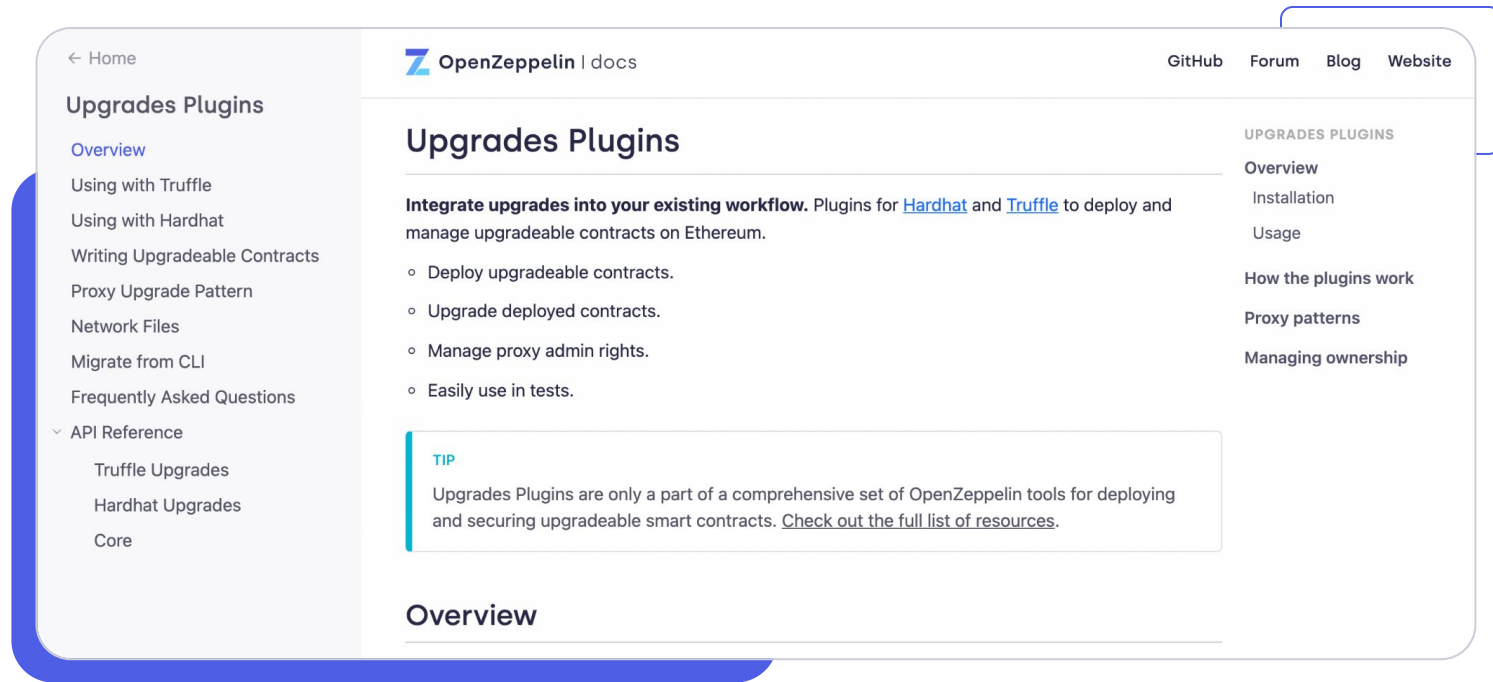 ← Home
Upgrades Plugins
Overview
Using with Truffle
Using with Hardhat
Writing Upgradeable Contracts
Proxy Upgrade Pattern
Network Files
Migrate from CLI
Frequently Asked Questions
API Reference
Truffle Upgrades
Hardhat Upgrades
Core
OpenZeppelin | docs
GitHub Forum Blog Website
Upgrades Plugins
Integrate upgrades into your existing workflow. Plugins for Hardhat and Truffle to deploy and
manage upgradeable contracts on Ethereum.
Deploy upgradeable contracts.
Upgrade deployed contracts.
Manage proxy admin rights.
Easily use in tests.
TIP
Upgrades Plugins are only a part of a comprehensive set of OpenZeppelin tools for deploying
and securing upgradeable smart contracts. Check out the full list of resources.
Overview
UPGRADES PLUGINS
Overview
Installation
Usage
How the plugins work
Proxy patterns
Managing ownership